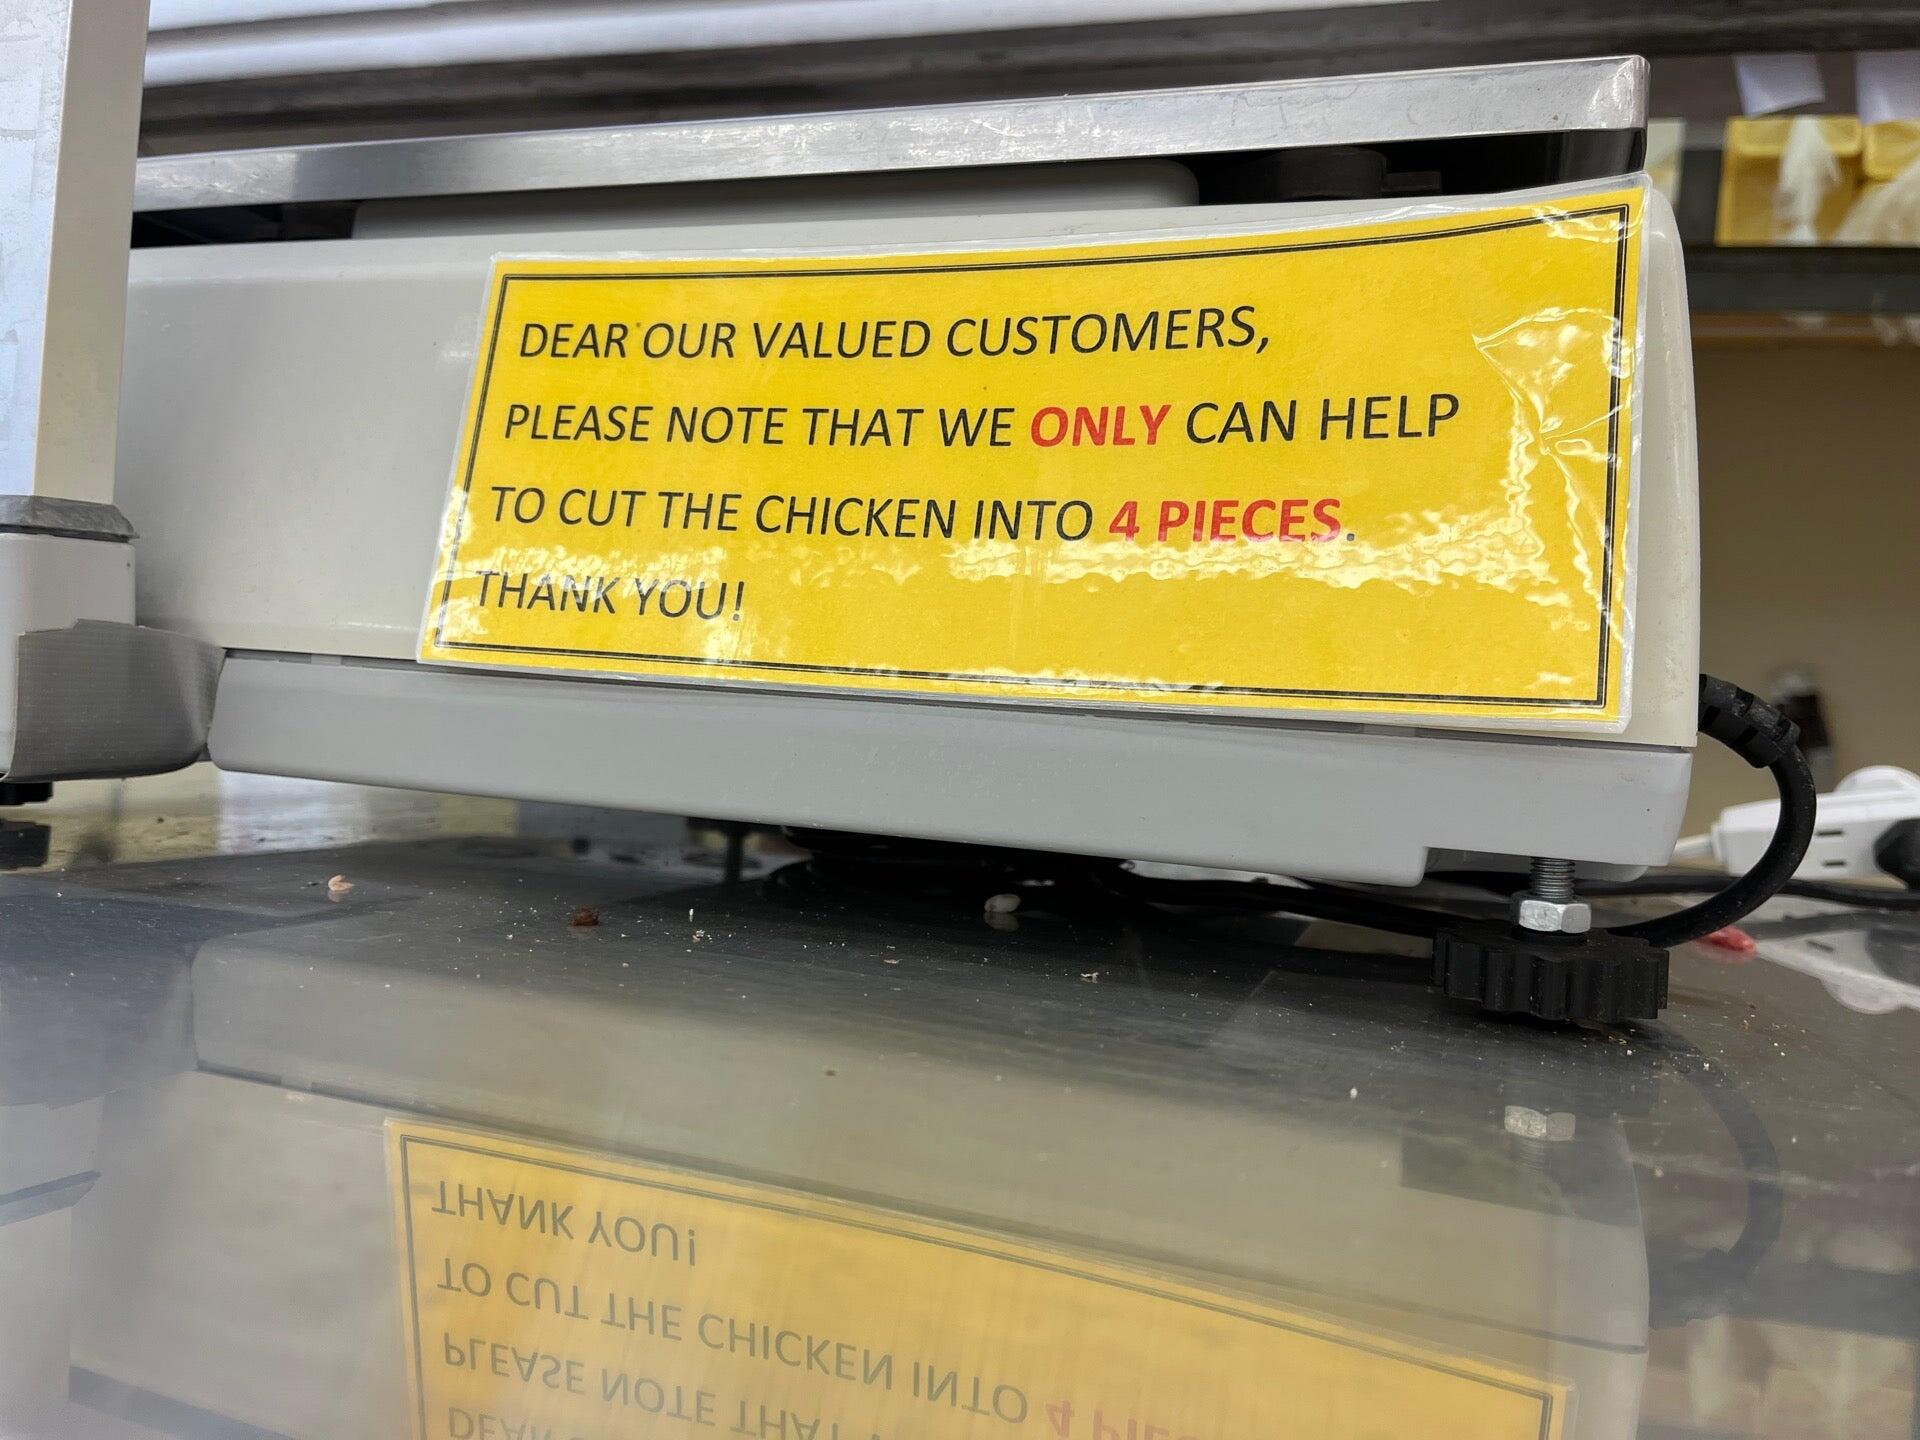 DEAR OUR VALUED CUSTOMERS,
PLEASE NOTE THAT WE ONLY CAN HELP
TO CUT THE CHICKEN INTO 4 PIECES.
THANK YOU!